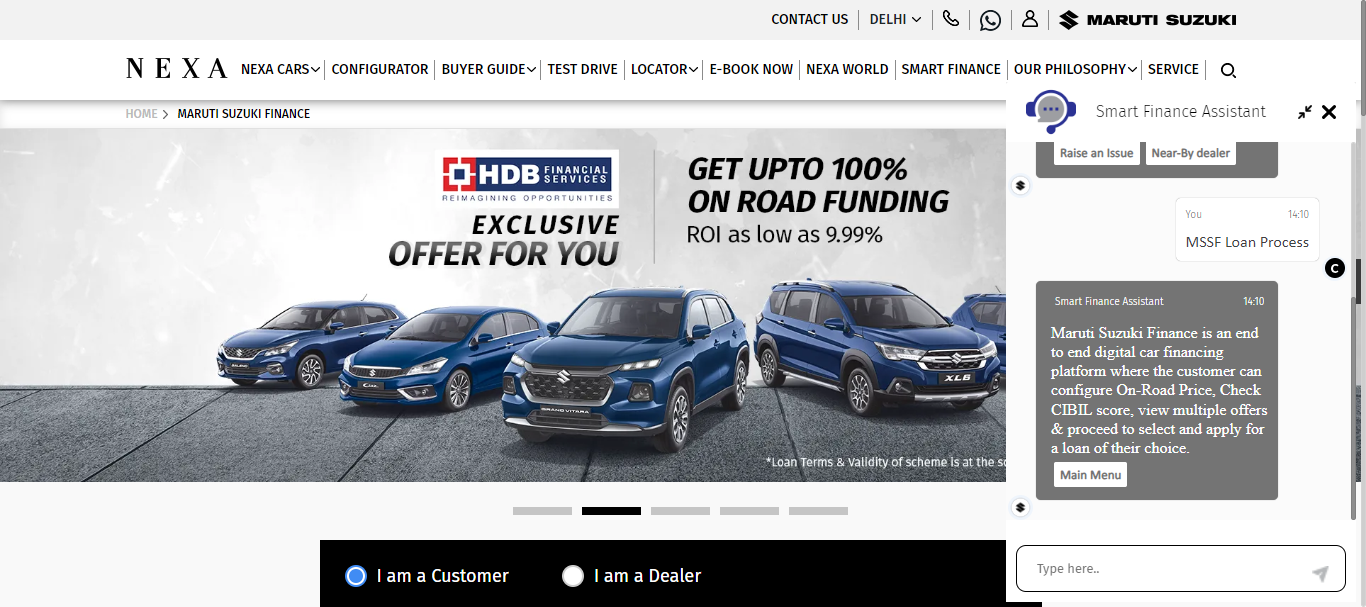 CONTACT US
DELHI
MARUTI SUZUKI
NEXA
NEXA CARS
CONFIGURATOR
BUYER GUIDE
TEST DRIVE
LOCATOR
E-BOOK NOW
NEXA WORLD
SMART FINANCE
OUR PHILOSOPHY
SERVICE
HOME
MARUTI SUZUKI FINANCE
HDB FINANCIAL SERVICES
REIMAGINING OPPORTUNITIES
EXCLUSIVE
OFFER FOR YOU
GET UPTO 100%
ON ROAD FUNDING
ROI as low as 9.99%
BALENO
CIAZ
GRAND VITARA
XL6
*Loan Terms & Validity of scheme is at the
I am a Customer
I am a Dealer
Smart Finance Assistant
Raise an Issue
Near-By dealer
You 14:10
MSSF Loan Process
C
Smart Finance Assistant 14:10
Maruti Suzuki Finance is an end
to end digital car financing
platform where the customer can
configure On-Road Price, Check
CIBIL score, view multiple offers
& proceed to select and apply for
a loan of their choice.
Main Menu
Type here..